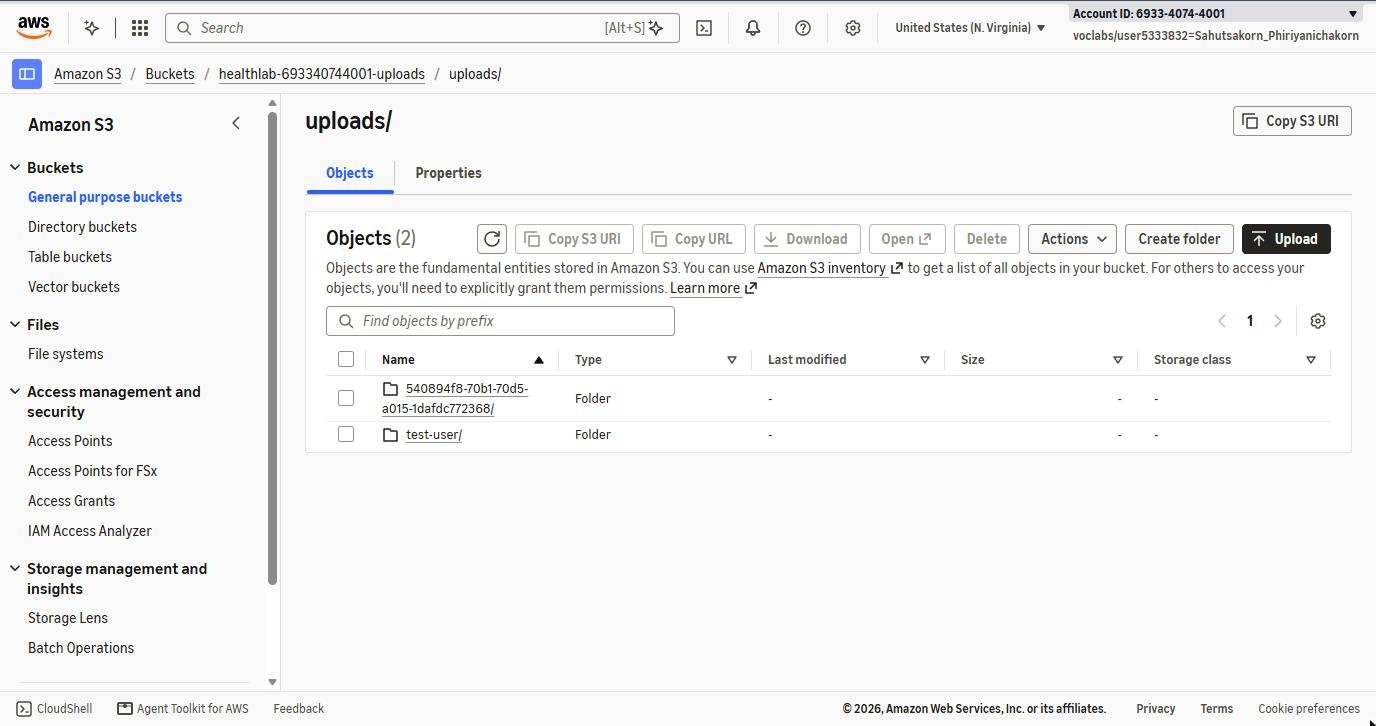 aws
Search
[Alt+S]
United States (N. Virginia)
Account ID: 6933-4074-4001
voclabs/user5333832=Sahutsakorn_Phiriyanichakorn
Amazon S3 / Buckets / healthlab-693340744001-uploads / uploads/
Amazon S3
Buckets
General purpose buckets
Directory buckets
Table buckets
Vector buckets
Files
File systems
Access management and
security
Access Points
Access Points for FSx
Access Grants
IAM Access Analyzer
Storage management and
insights
Storage Lens
Batch Operations
uploads/
Copy S3 URI
Objects
Properties
Objects (2)
Copy S3 URI
Copy URL
Download
Open
Delete
Actions
Create folder
Upload
Objects are the fundamental entities stored in Amazon S3. You can use Amazon S3 inventory to get a list of all objects in your bucket. For others to access your
objects, you'll need to explicitly grant them permissions. Learn more
Find objects by prefix
1
Name Type Last modified Size Storage class
540894f8-70b1-70d5-
a015-1dafdc772368/
Folder - - -
test-user/ Folder - - -
CloudShell
Agent Toolkit for AWS
Feedback
© 2026, Amazon Web Services, Inc. or its affiliates.
Privacy
Terms
Cookie preferences